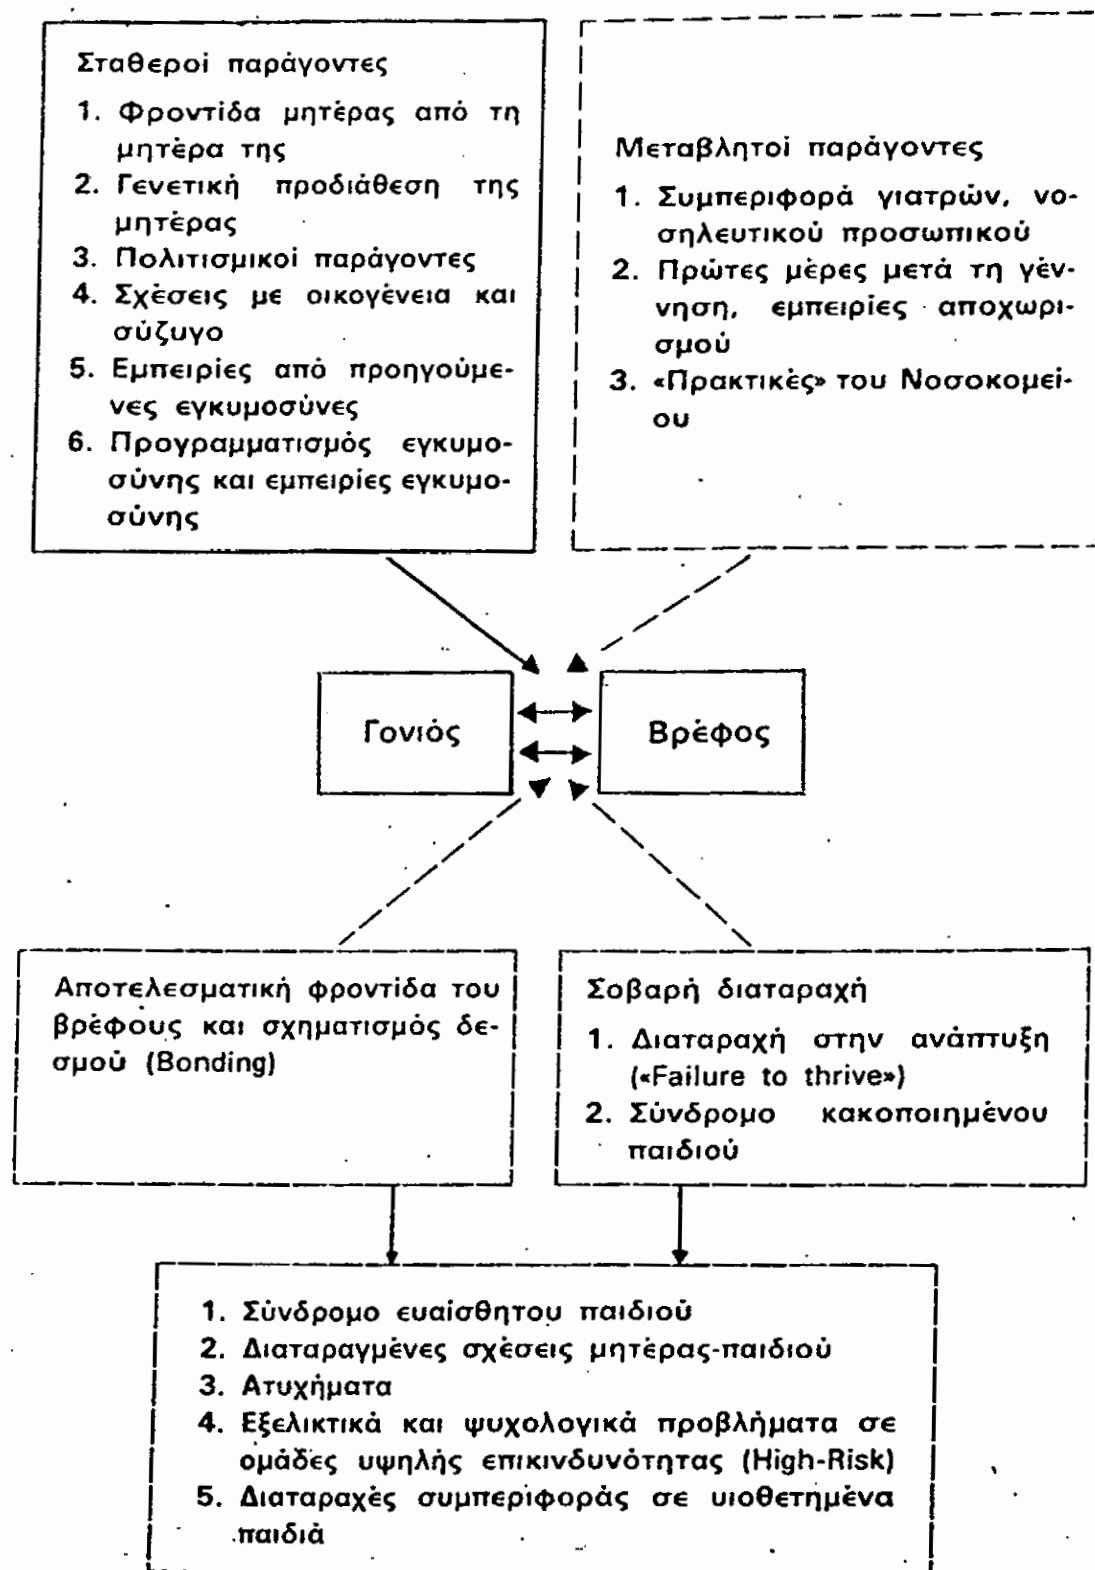 Σταθεροί παράγοντες
1. Φροντίδα μητέρας από τη
μητέρα της
2. Γενετική προδιάθεση της
μητέρας
3. Πολιτισμικοί παράγοντες
4. Σχέσεις με οικογένεια και
σύζυγο
5. Εμπειρίες από προηγούμε-
νες εγκυμοσύνες
6. Προγραμματισμός εγκυμο-
σύνης και εμπειρίες εγκυμο-
σύνης
Μεταβλητοί παράγοντες
1. Συμπεριφορά γιατρών, νο-
σηλευτικού προσωπικού
2. Πρώτες μέρες μετά τη γέν-
νηση, εμπειρίες αποχωρι-
σμού
3. «Πρακτικές» του Νοσοκομεί-
ου
Γονιός
Βρέφος
Αποτελεσματική φροντίδα του
βρέφους και σχηματισμός δε-
σμού (Bonding)
Σοβαρή διαταραχή
1. Διαταραχή στην ανάπτυξη
(«Failure to thrive»)
2. Σύνδρομο κακοποιημένου
παιδιού
1. Σύνδρομο ευαίσθητου παιδιού
2. Διαταραγμένες σχέσεις μητέρας-παιδιού
3. Ατυχήματα
4. Εξελικτικά και ψυχολογικά προβλήματα σε
ομάδες υψηλής επικινδυνότητας (High-Risk)
5. Διαταραχές συμπεριφοράς σε υιοθετημένα
παιδιά